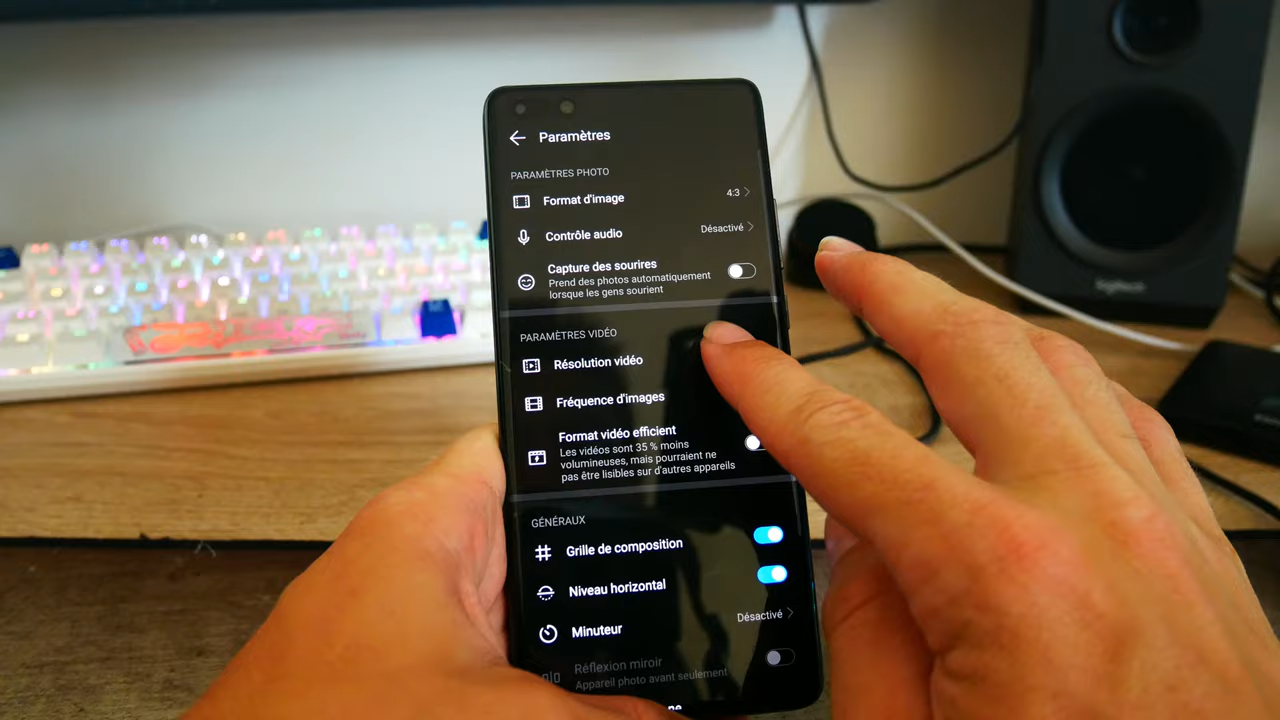 Paramètres
PARAMÈTRES PHOTO
Format d'image 4:3
Contrôle audio Désactivé
Capture des sourires
Prend des photos automatiquement
lorsque les gens sourient
PARAMÈTRES VIDÉO
Résolution vidéo
Fréquence d'images
Format vidéo efficient
Les vidéos sont 35 % moins
volumineuses, mais pourraient ne
pas être lisibles sur d'autres appareils
GÉNÉRAUX
Grille de composition
Niveau horizontal
Minuteur Désactivé
Réflexion miroir
Appareil photo avant seulement
logitech